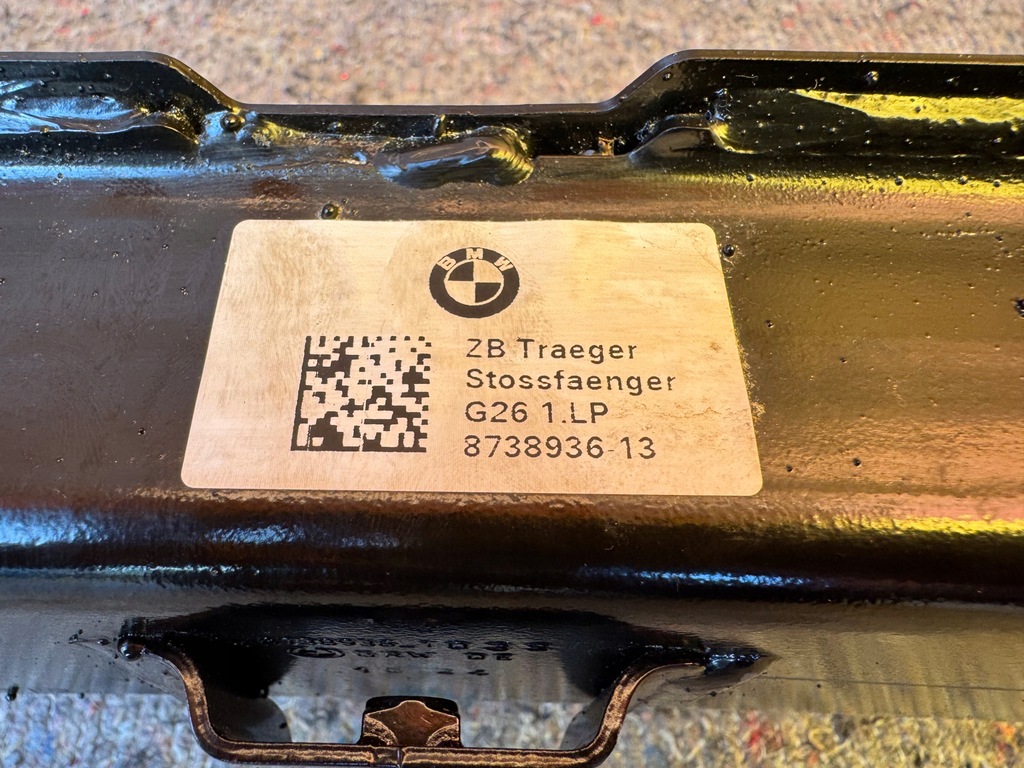 BMW
ZB Traeger
Stossfaenger
G26 1.LP
8738936-13